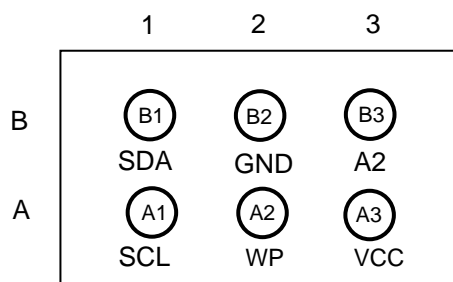 1 2 3
B B1 B2 B3
SDA GND A2
A A1 A2 A3
SCL WP VCC